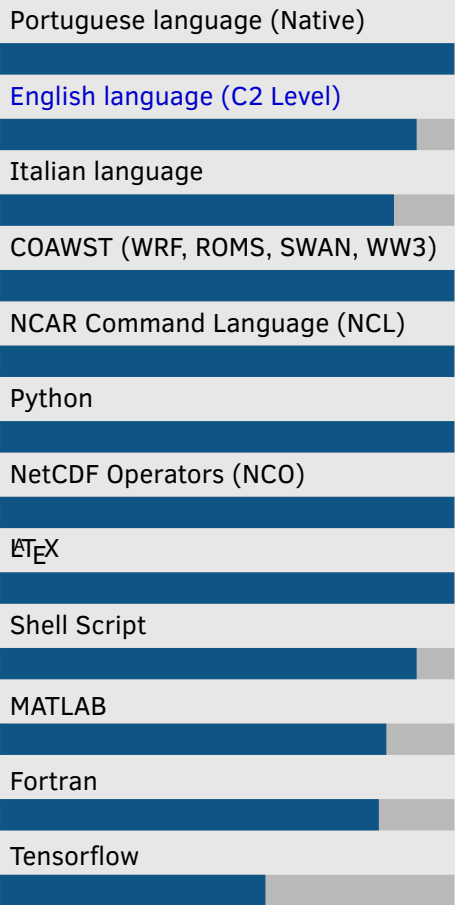 Portuguese language (Native)
English language (C2 Level)
Italian language
COAWST (WRF, ROMS, SWAN, WW3)
NCAR Command Language (NCL)
Python
NetCDF Operators (NCO)
LATEX
Shell Script
MATLAB
Fortran
Tensorflow